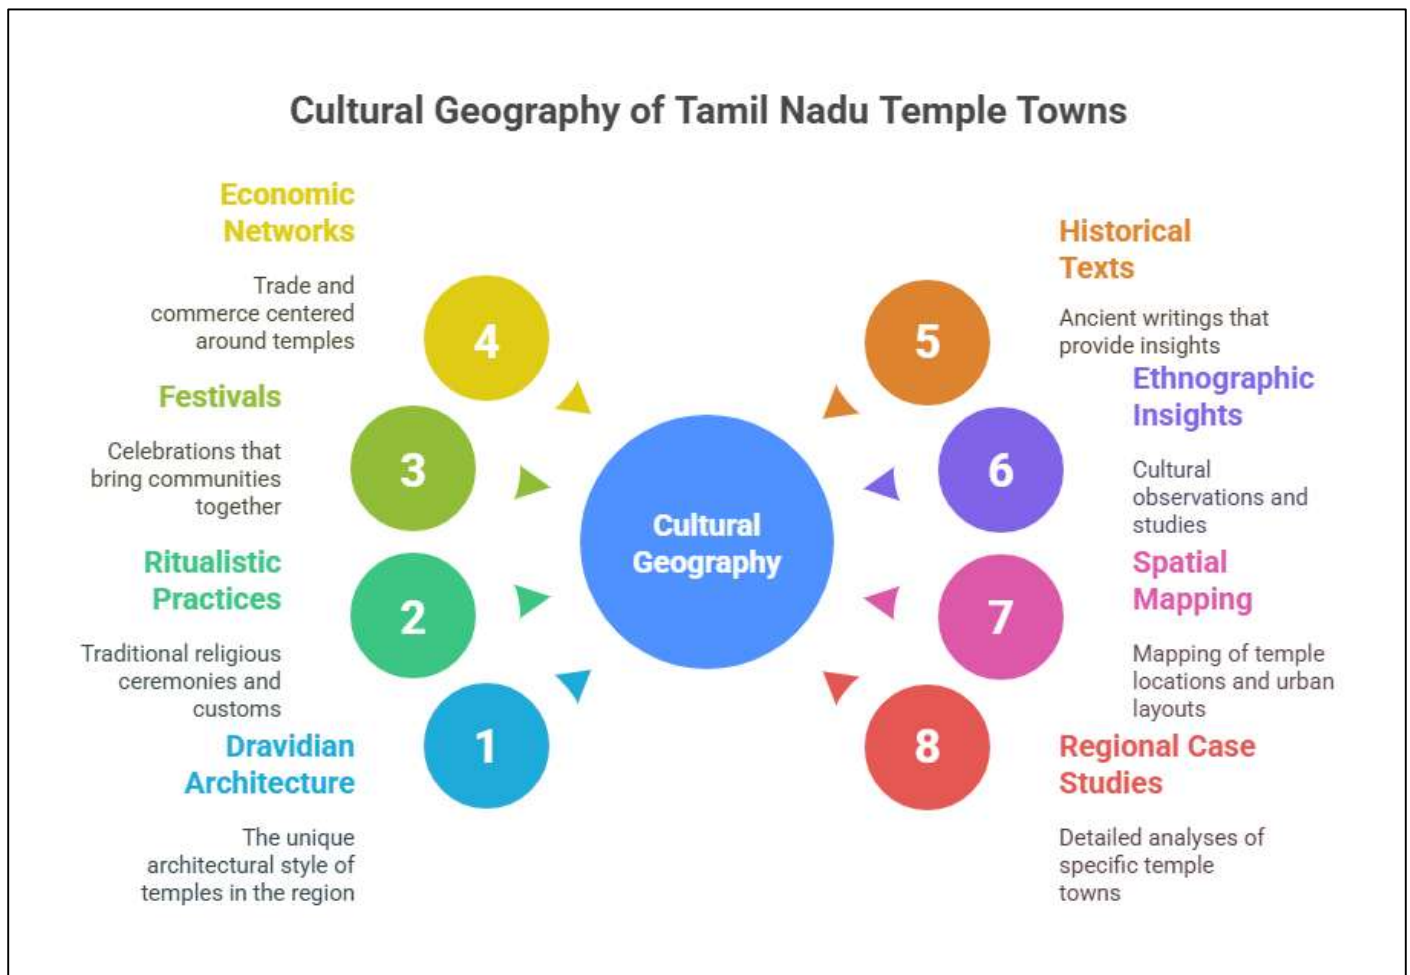 Cultural Geography of Tamil Nadu Temple Towns
Economic
Networks
Trade and
commerce centered
around temples
4
Festivals
Celebrations that
bring communities
together
3
Ritualistic
Practices
Traditional religious
ceremonies and
customs
2
Dravidian
Architecture
The unique
architectural style of
temples in the region
1
Cultural
Geography
Historical
Texts
Ancient writings that
provide insights
5
Ethnographic
Insights
Cultural
observations and
studies
6
Spatial
Mapping
Mapping of temple
locations and urban
layouts
7
Regional Case
Studies
Detailed analyses of
specific temple
towns
8